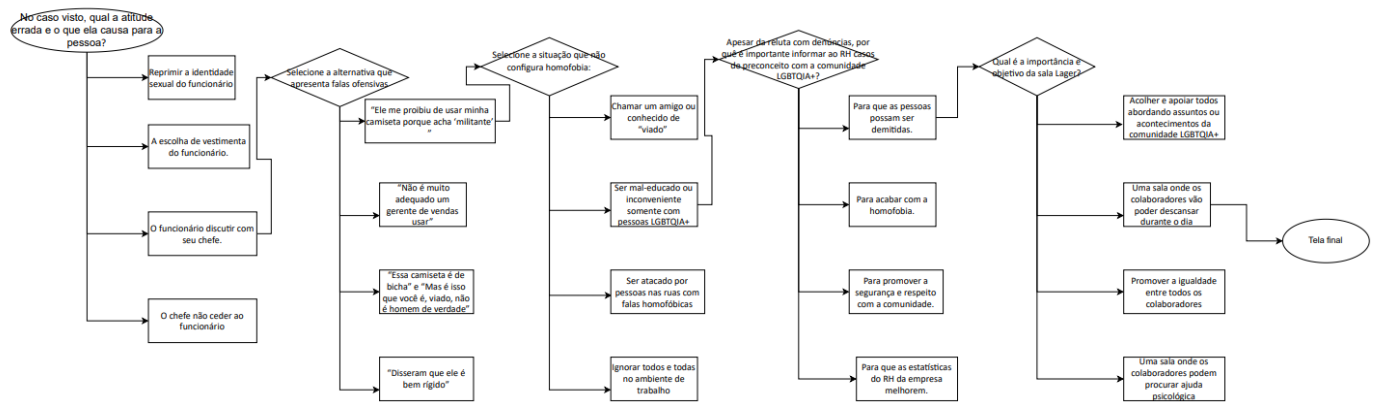 No caso visto, qual a atitude
errada e o que ela causa para a
pessoa?
Reprimir a identidade
sexual do funcionário
A escolha de vestimenta
do funcionário.
O funcionário discutir com
seu chefe.
O chefe não ceder ao
funcionário
Selecione a alternativa que
apresenta falas ofensivas
“Ele me proibiu de usar minha
camiseta porque acha ‘militante’
”
“Não é muito
adequado um
gerente de vendas
usar”
“Essa camiseta é de
bicha” e “Mas é isso
que você é, viado, não
é homem de verdade”
“Disseram que ele é
bem rígido”
Selecione a situação que não
configura homofobia:
Chamar um amigo ou
conhecido de
“viado”
Ser mal-educado ou
inconveniente
somente com
pessoas LGBTQIA+
Ser atacado por
pessoas nas ruas com
falas homofóbicas
Ignorar todos e todas
no ambiente de
trabalho
Apesar da reluta com denúncias, por
quê é importante informar ao RH casos
do preconceito com a comunidade
LGBTQIA+?
Para que as pessoas
possam ser
demitidas.
Para acabar com a
homofobia.
Para promover a
segurança e respeito
com a comunidade.
Para que as estatísticas
do RH da empresa
melhorem.
Qual é a importância e
objetivo da sala Lager?
Acolher e apoiar todos
abordando assuntos ou
acontecimentos da
comunidade LGBTQIA+
Uma sala onde os
colaboradores vão
poder descansar
durante o dia
Promover a igualdade
entre todos os
colaboradores
Uma sala onde os
colaboradores podem
procurar ajuda
psicológica
Tela final